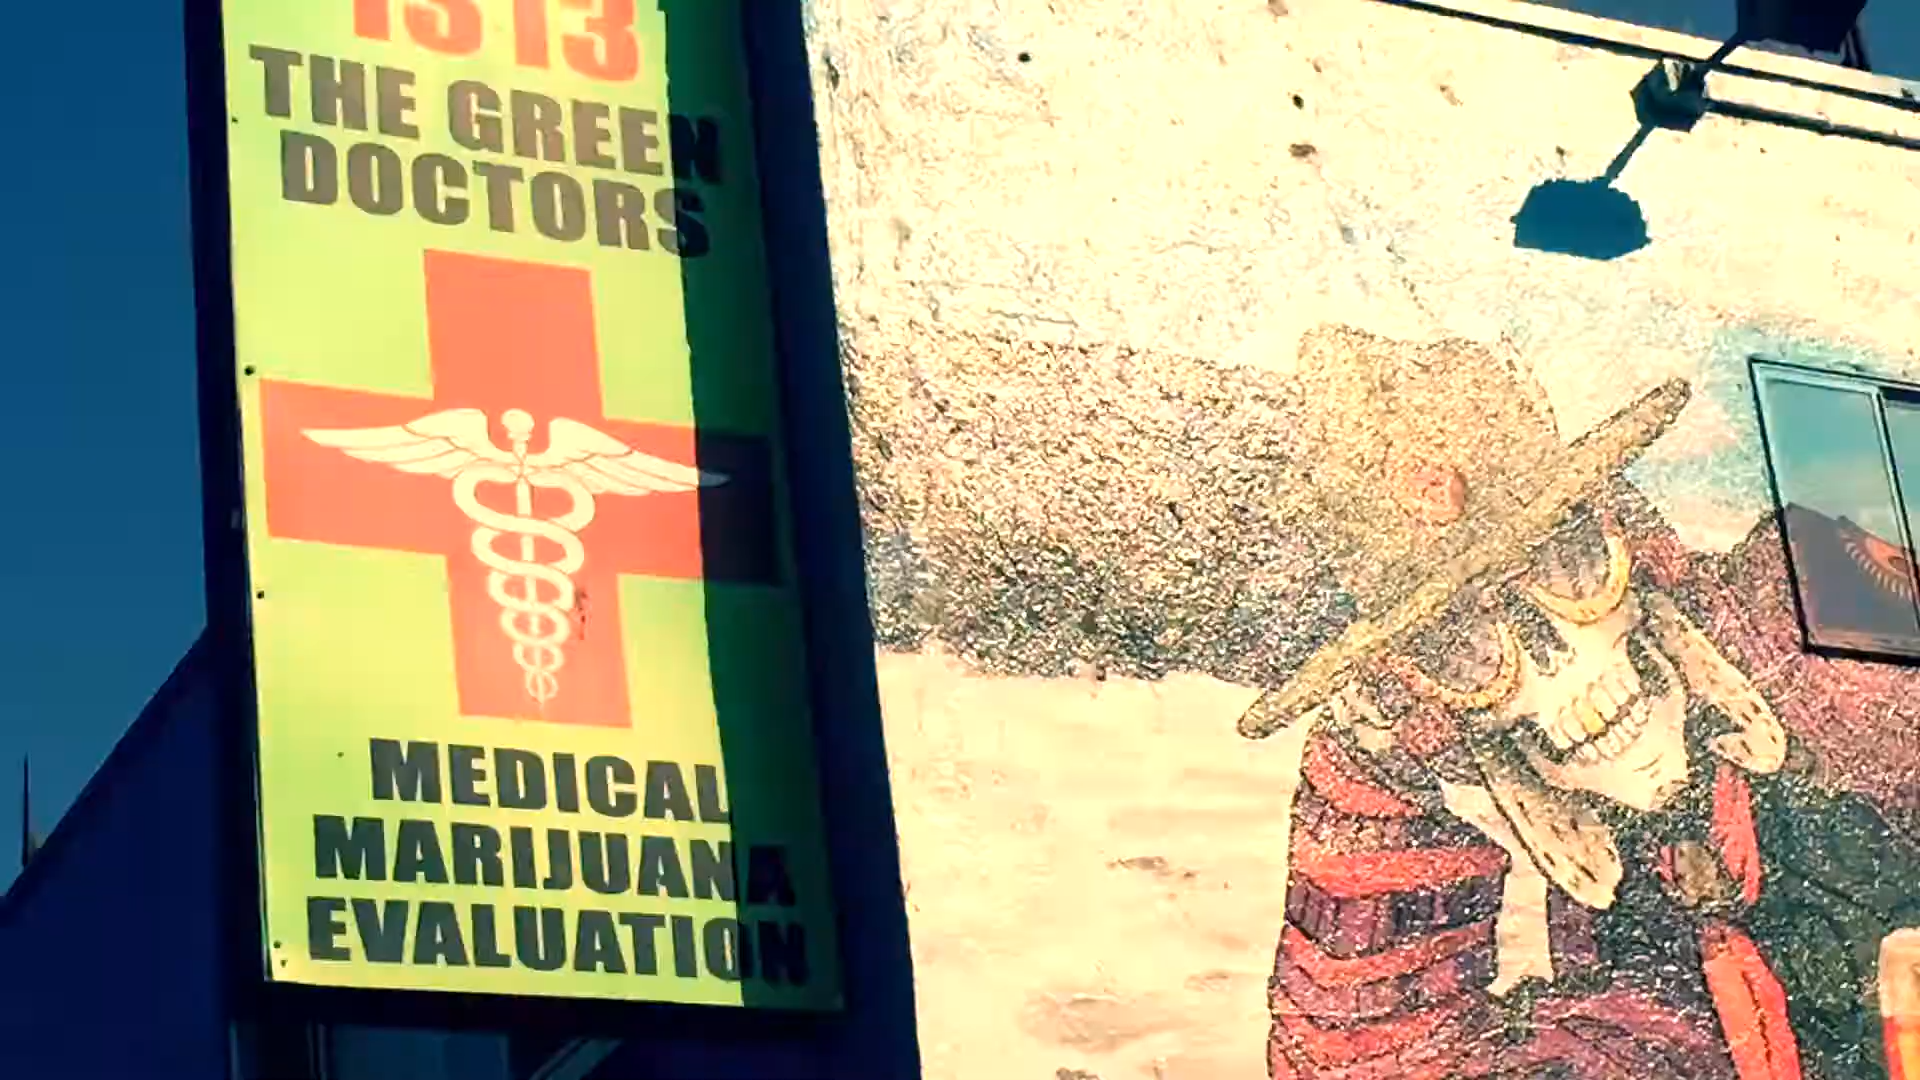 1313
THE GREEN
DOCTORS
MEDICAL
MARIJUANA
EVALUATION